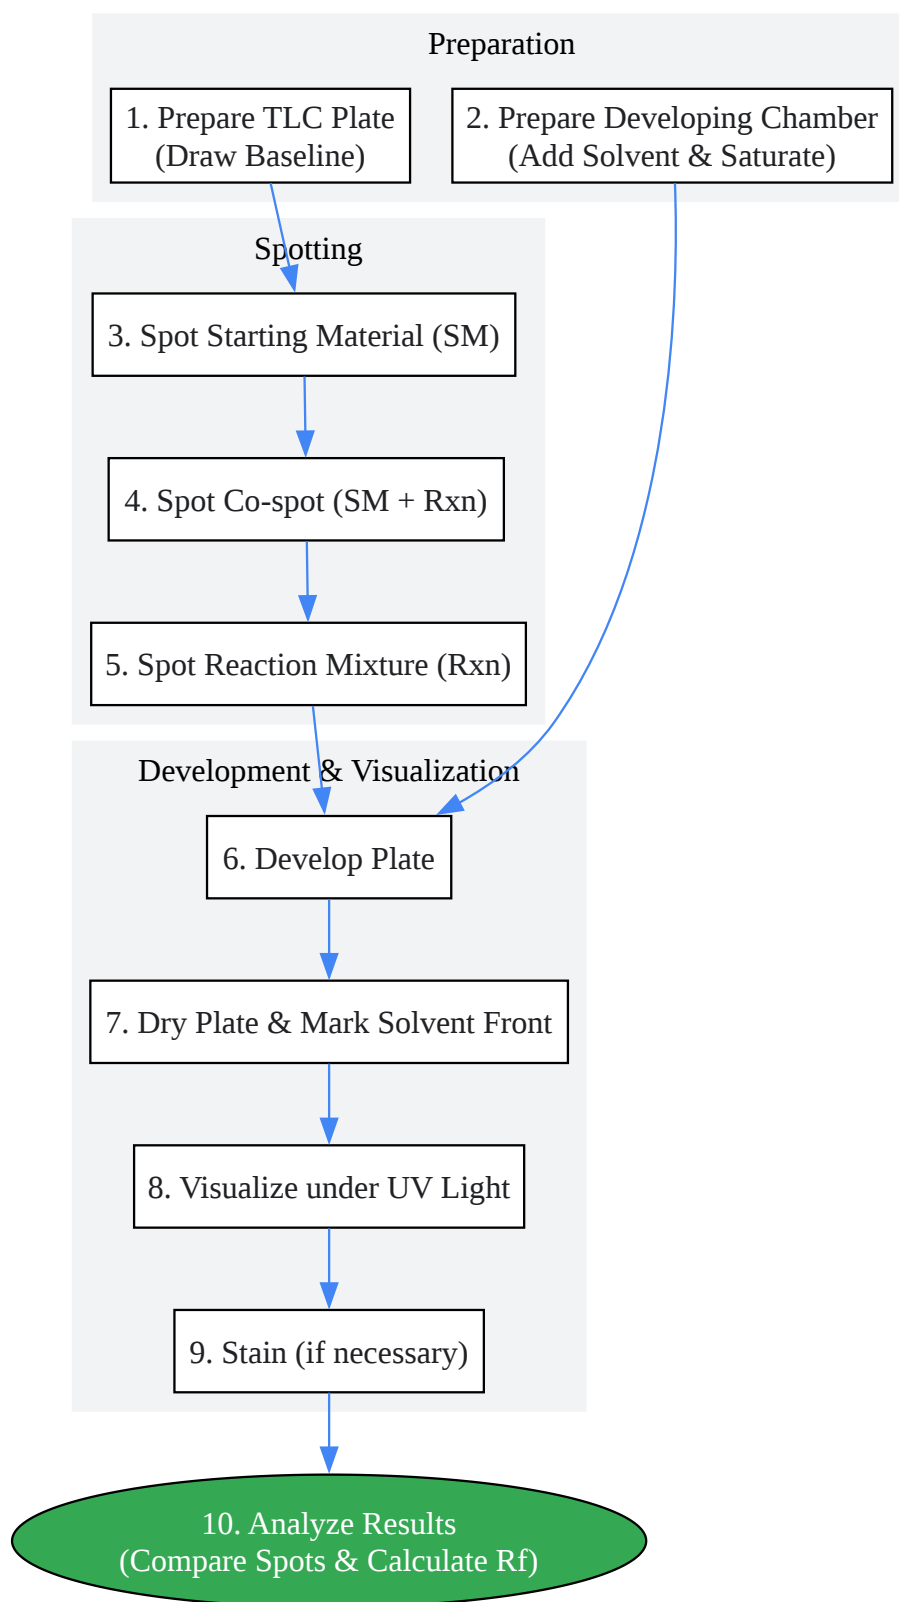 Preparation
1. Prepare TLC Plate
(Draw Baseline)
2. Prepare Developing Chamber
(Add Solvent & Saturate)
Spotting
3. Spot Starting Material (SM)
4. Spot Co-spot (SM + Rxn)
5. Spot Reaction Mixture (Rxn)
Development & Visualization
6. Develop Plate
7. Dry Plate & Mark Solvent Front
8. Visualize under UV Light
9. Stain (if necessary)
10. Analyze Results
(Compare Spots & Calculate Rf)